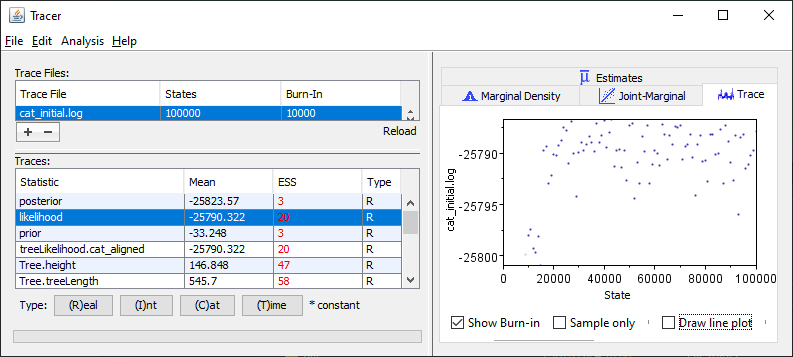 Tracer
File Edit Analysis Help
Trace Files:
Trace File States Burn-In
cat_initial.log 100000 10000
+ − Reload
Traces:
Statistic Mean ESS Type
posterior -25823.57 3 R
likelihood -25790.322 20 R
prior -33.248 3 R
treeLikelihood.cat_aligned -25790.322 20 R
Tree.height 146.848 47 R
Tree.treeLength 545.7 58 R
Type: (R)eal (I)nt (C)at (T)ime * constant
μ Estimates
Marginal Density Joint-Marginal Trace
cat_initial.log
-25790
-25795
-25800
0 20000 40000 60000 80000 100000
State
Show Burn-in Sample only Draw line plot